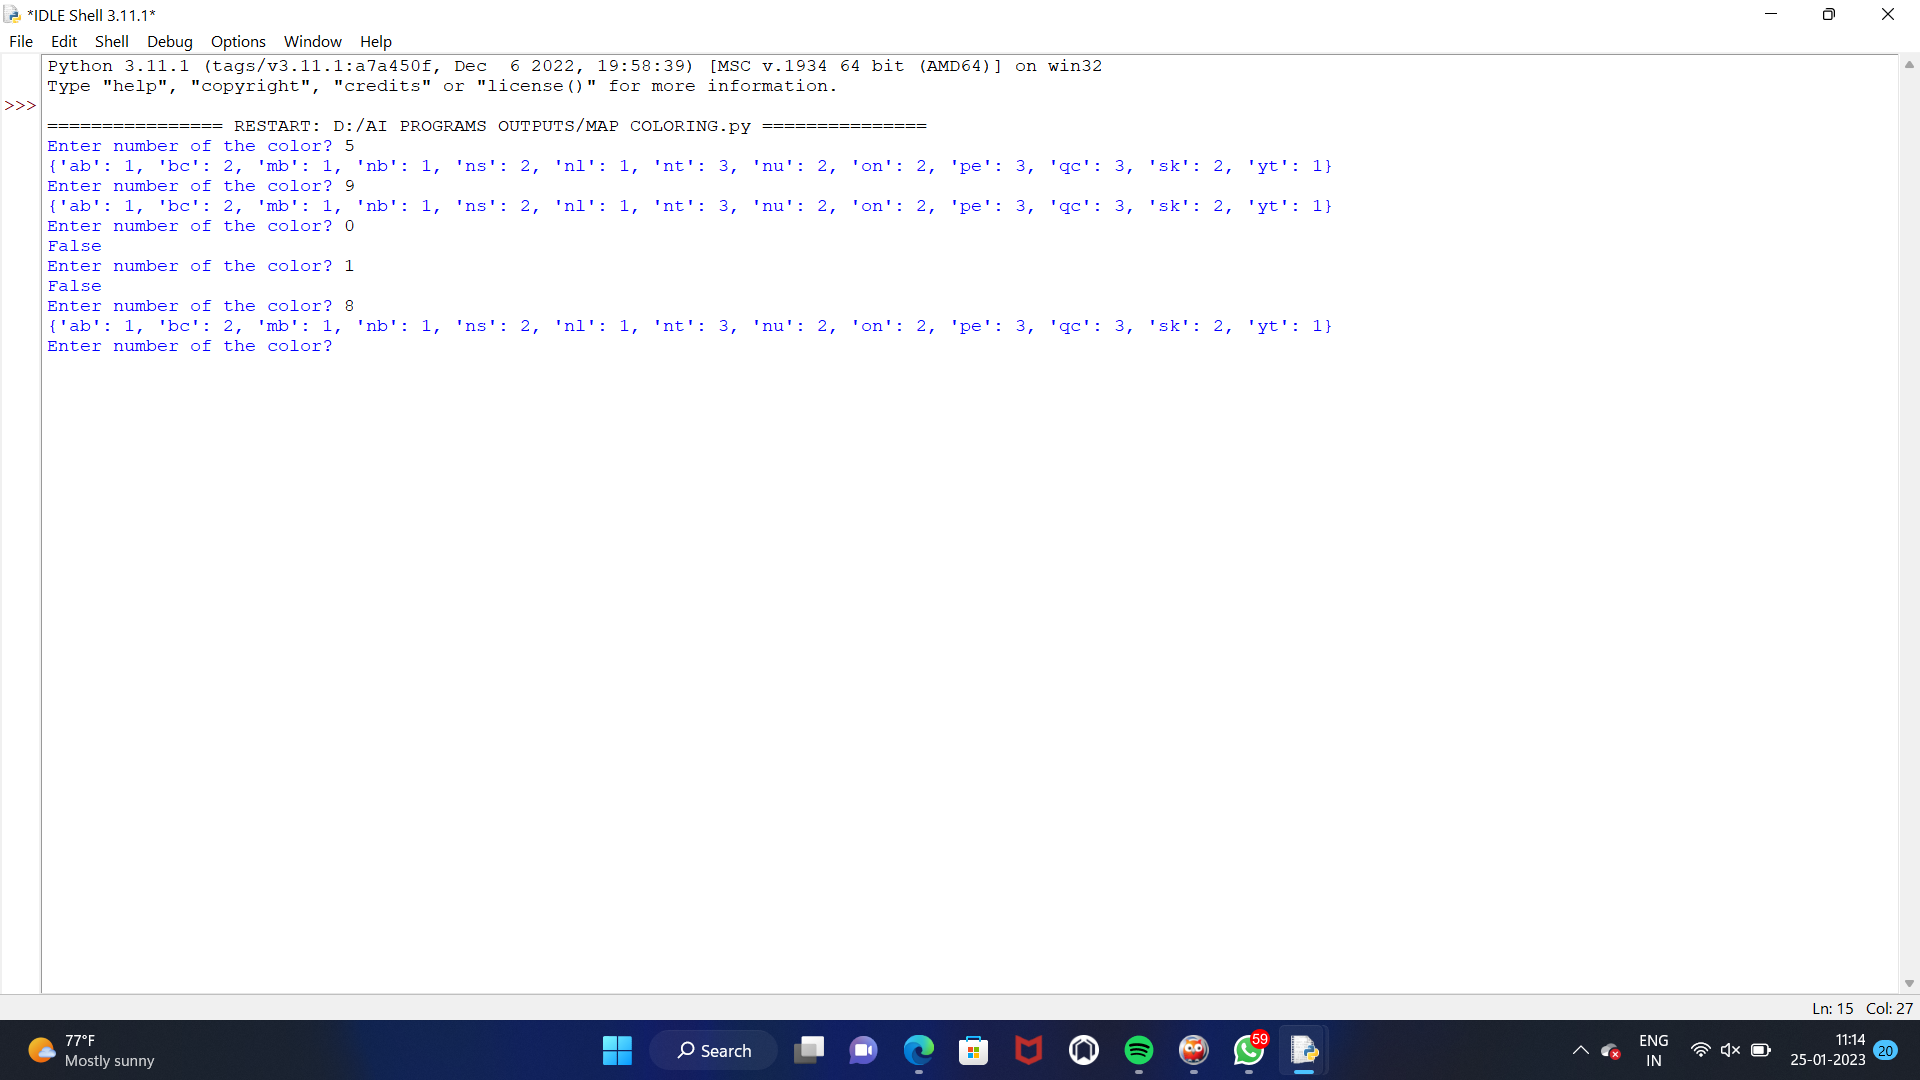 *IDLE Shell 3.11.1*
File Edit Shell Debug Options Window Help
Python 3.11.1 (tags/v3.11.1:a7a450f, Dec  6 2022, 19:58:39) [MSC v.1934 64 bit (AMD64)] on win32
Type "help", "copyright", "credits" or "license()" for more information.
>>>
================ RESTART: D:/AI PROGRAMS OUTPUTS/MAP COLORING.py ===============
Enter number of the color? 5
{'ab': 1, 'bc': 2, 'mb': 1, 'nb': 1, 'ns': 2, 'nl': 1, 'nt': 3, 'nu': 2, 'on': 2, 'pe': 3, 'qc': 3, 'sk': 2, 'yt': 1}
Enter number of the color? 9
{'ab': 1, 'bc': 2, 'mb': 1, 'nb': 1, 'ns': 2, 'nl': 1, 'nt': 3, 'nu': 2, 'on': 2, 'pe': 3, 'qc': 3, 'sk': 2, 'yt': 1}
Enter number of the color? 0
False
Enter number of the color? 1
False
Enter number of the color? 8
{'ab': 1, 'bc': 2, 'mb': 1, 'nb': 1, 'ns': 2, 'nl': 1, 'nt': 3, 'nu': 2, 'on': 2, 'pe': 3, 'qc': 3, 'sk': 2, 'yt': 1}
Enter number of the color?
Ln: 15 Col: 27
77°F
Mostly sunny
Search
59
ENG
IN
11:14
25-01-2023
20